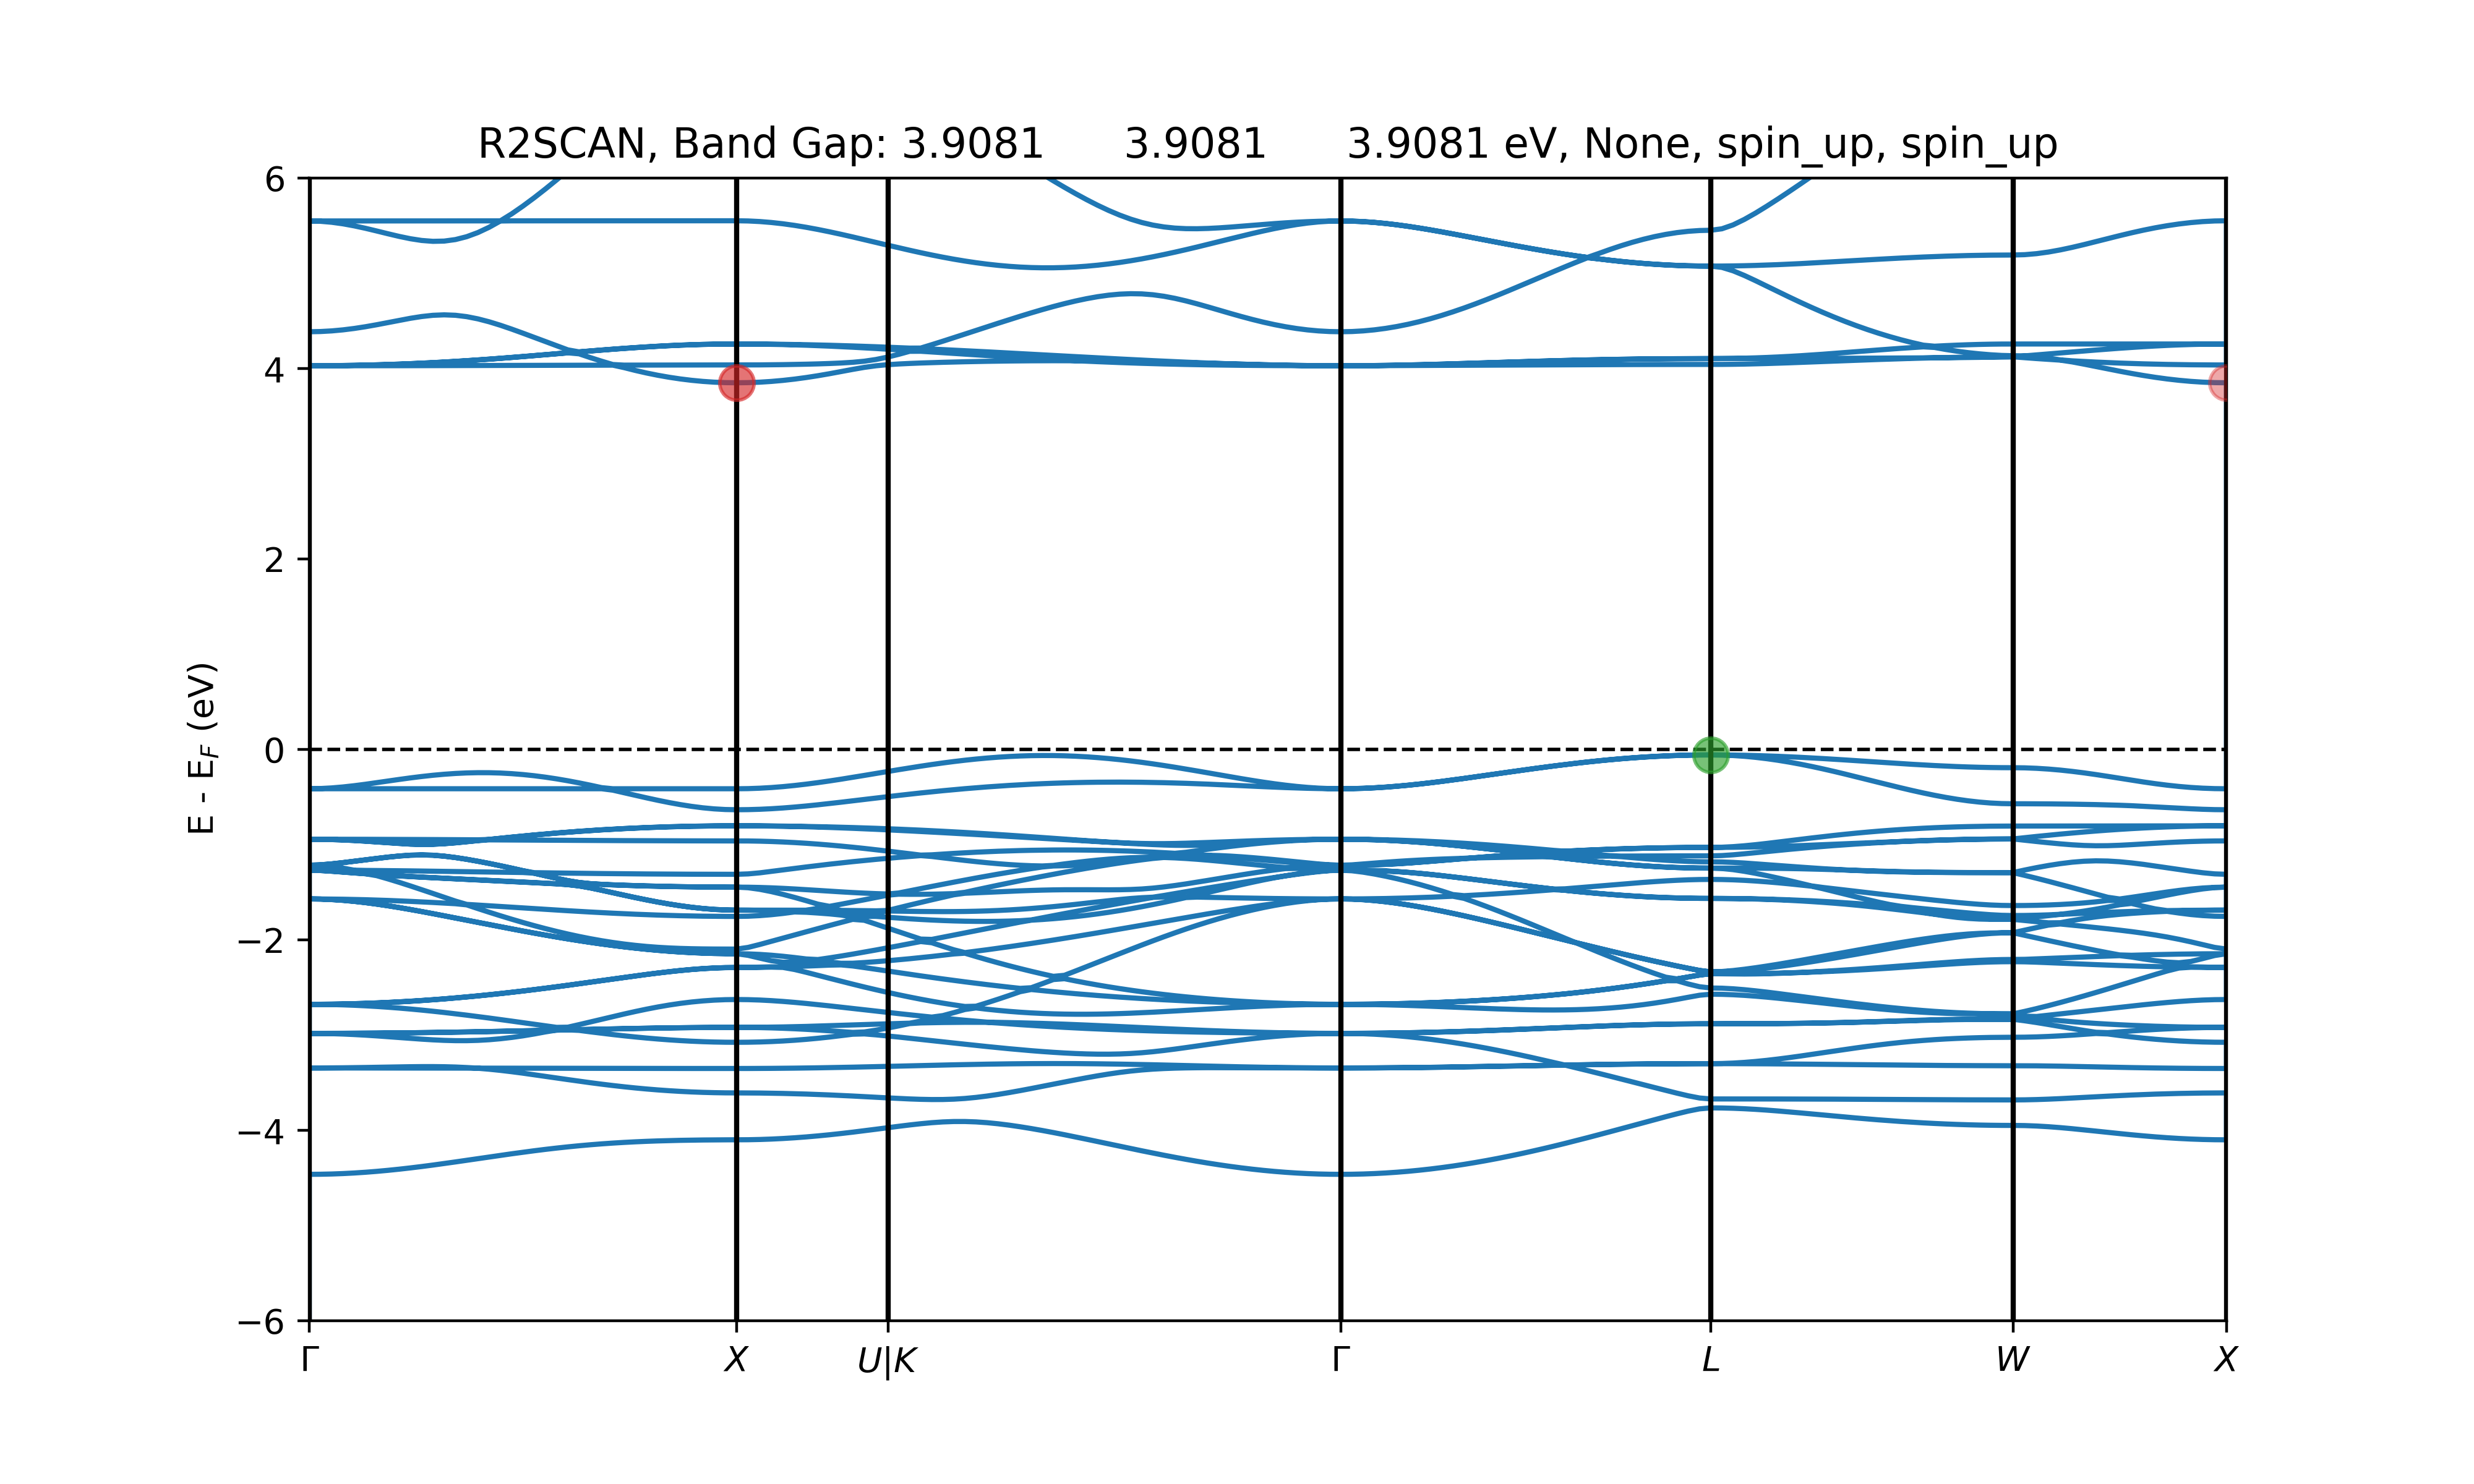 R2SCAN, Band Gap: 3.9081 3.9081 3.9081 eV, None, spin_up, spin_up
6
4
2
0
−2
−4
−6
E - E_F (eV)
Γ X U|K Γ L W X